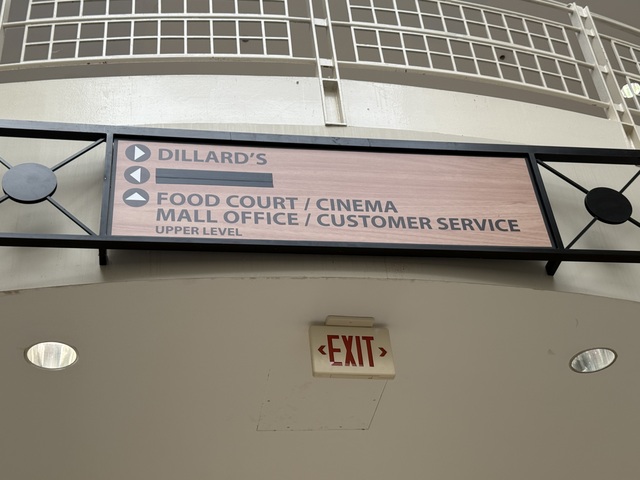 DILLARD'S
FOOD COURT / CINEMA
MALL OFFICE / CUSTOMER SERVICE
UPPER LEVEL
EXIT